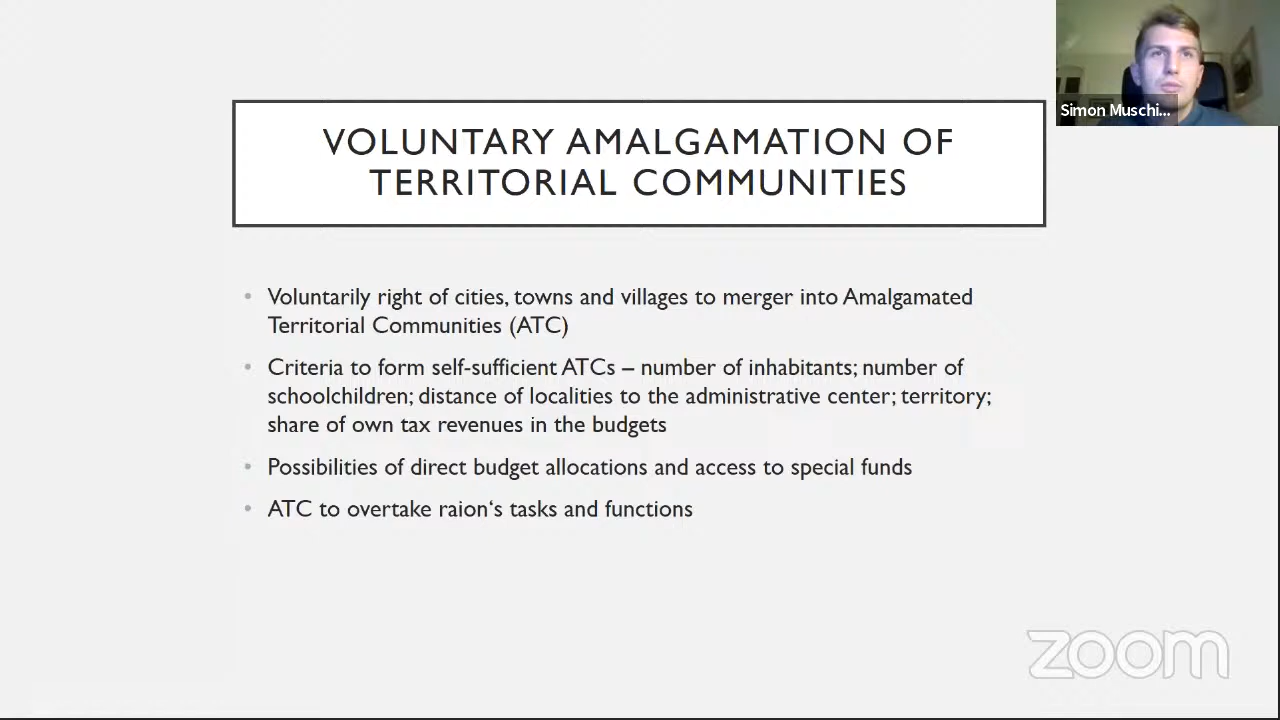 Simon Muschi...
VOLUNTARY AMALGAMATION OF
TERRITORIAL COMMUNITIES
• Voluntarily right of cities, towns and villages to merger into Amalgamated
Territorial Communities (ATC)
• Criteria to form self-sufficient ATCs – number of inhabitants; number of
schoolchildren; distance of localities to the administrative center; territory;
share of own tax revenues in the budgets
• Possibilities of direct budget allocations and access to special funds
• ATC to overtake raion‘s tasks and functions
zoom